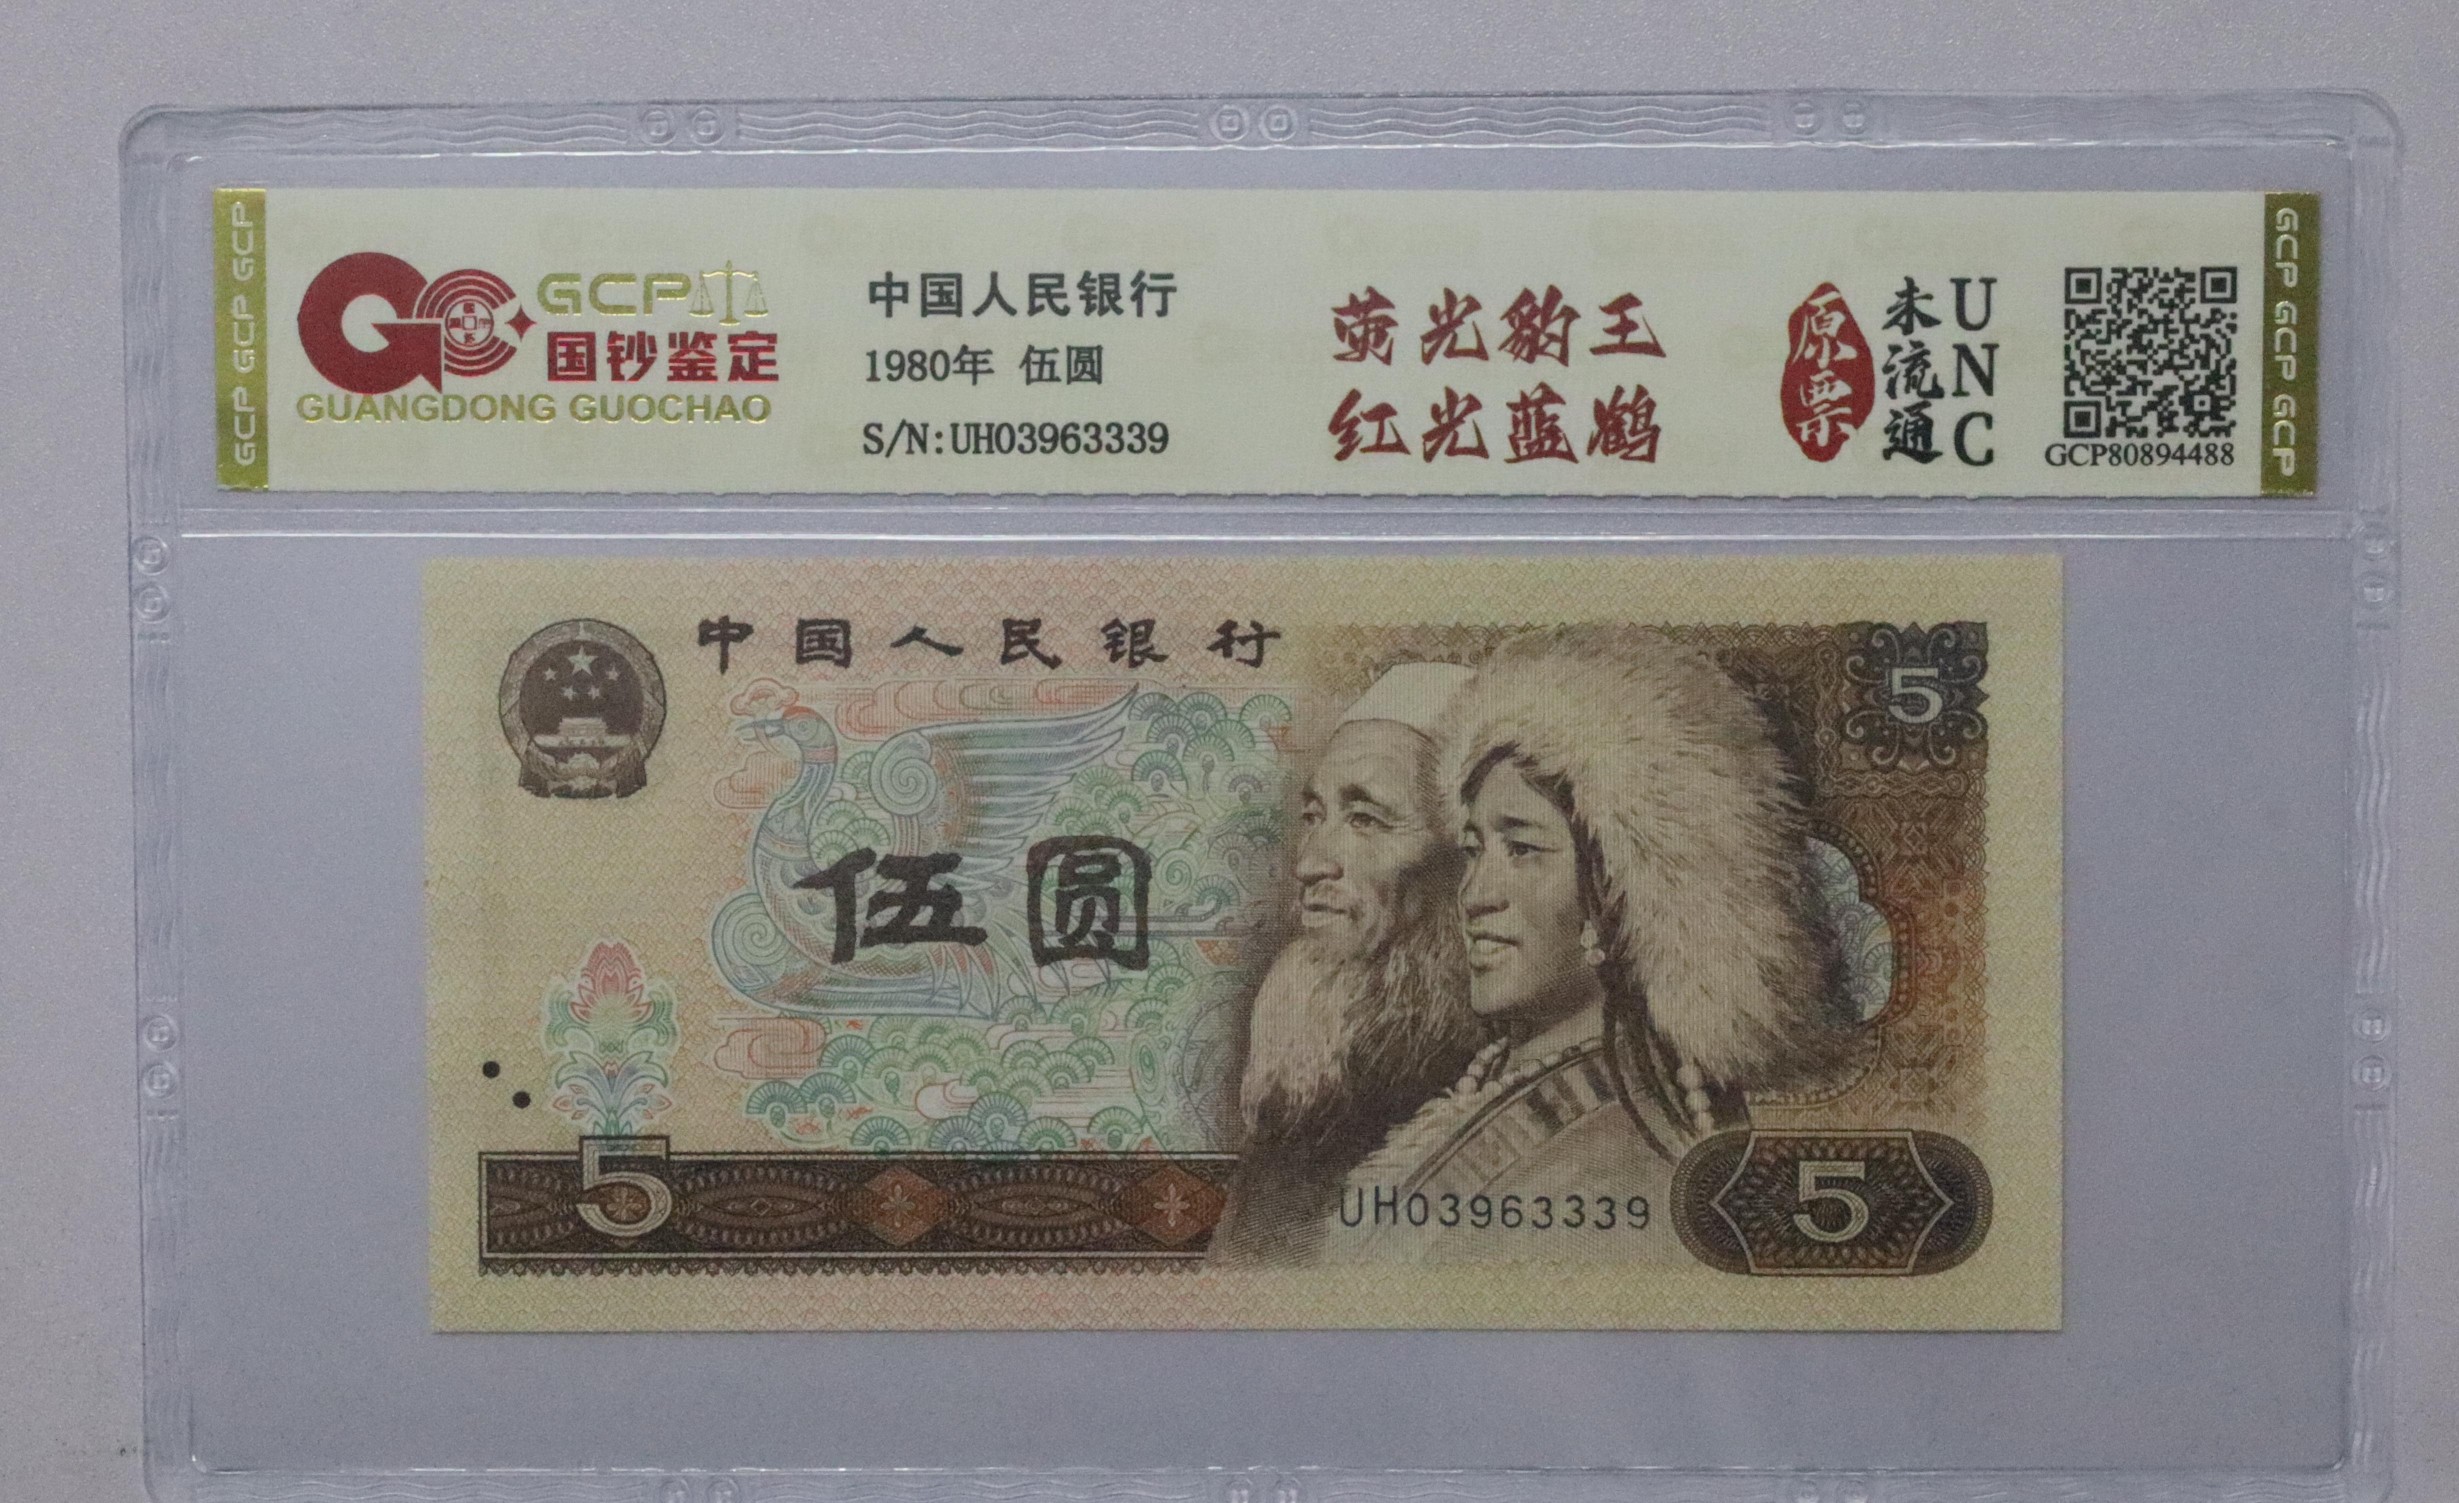 GCP GCP GCP
GCP
国钞鉴定
GUANGDONG GUOCHAO
中国人民银行
1980年 伍圆
S/N:UH03963339
荧光豹王
红光蓝鹤
原票
未流通
UNC
GCP80894488
GCP GCP GCP
中国人民银行
5
伍圆
5
UH03963339
5